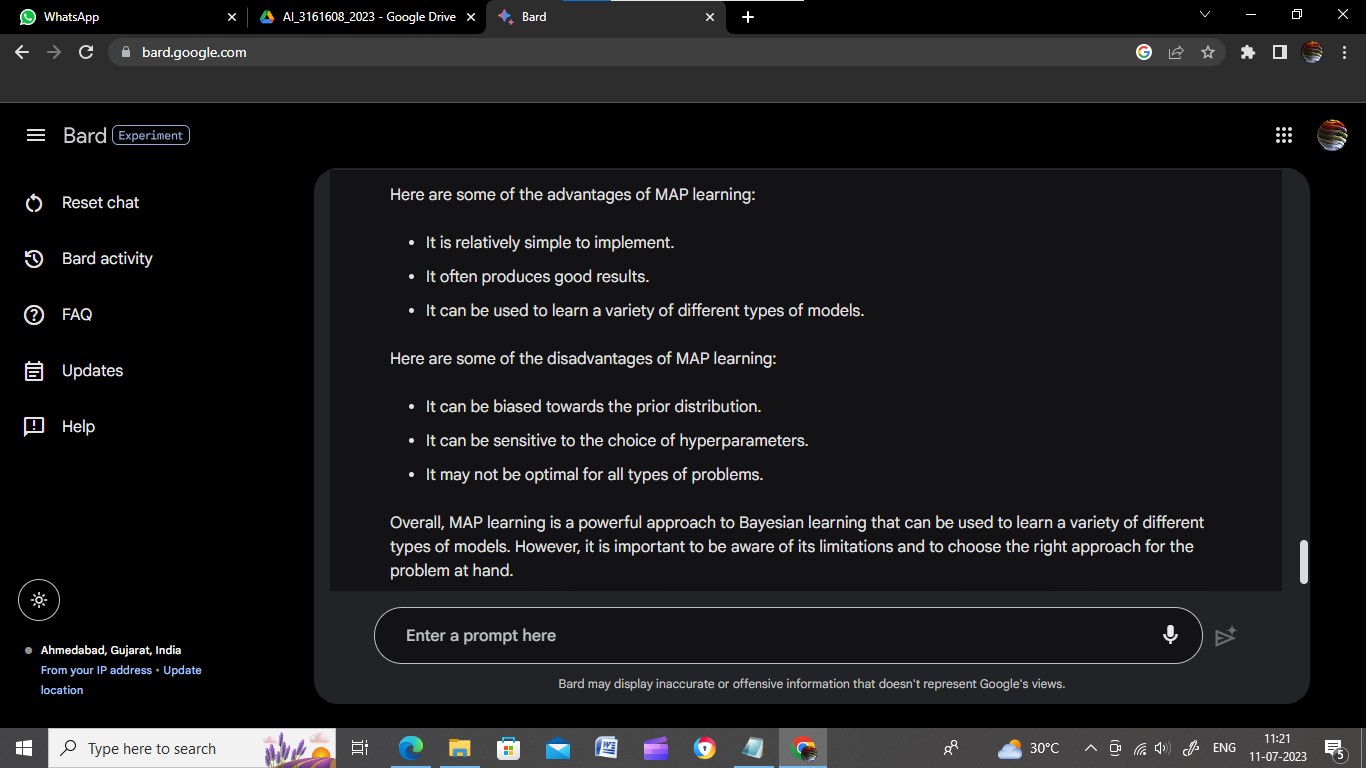 WhatsApp
AI_3161608_2023 - Google Drive
Bard
bard.google.com
Bard Experiment
Reset chat
Bard activity
FAQ
Updates
Help
Ahmedabad, Gujarat, India
From your IP address • Update
location
Here are some of the advantages of MAP learning:
• It is relatively simple to implement.
• It often produces good results.
• It can be used to learn a variety of different types of models.
Here are some of the disadvantages of MAP learning:
• It can be biased towards the prior distribution.
• It can be sensitive to the choice of hyperparameters.
• It may not be optimal for all types of problems.
Overall, MAP learning is a powerful approach to Bayesian learning that can be used to learn a variety of different
types of models. However, it is important to be aware of its limitations and to choose the right approach for the
problem at hand.
Enter a prompt here
Bard may display inaccurate or offensive information that doesn't represent Google's views.
Type here to search
30°C
ENG
11:21
11-07-2023
5